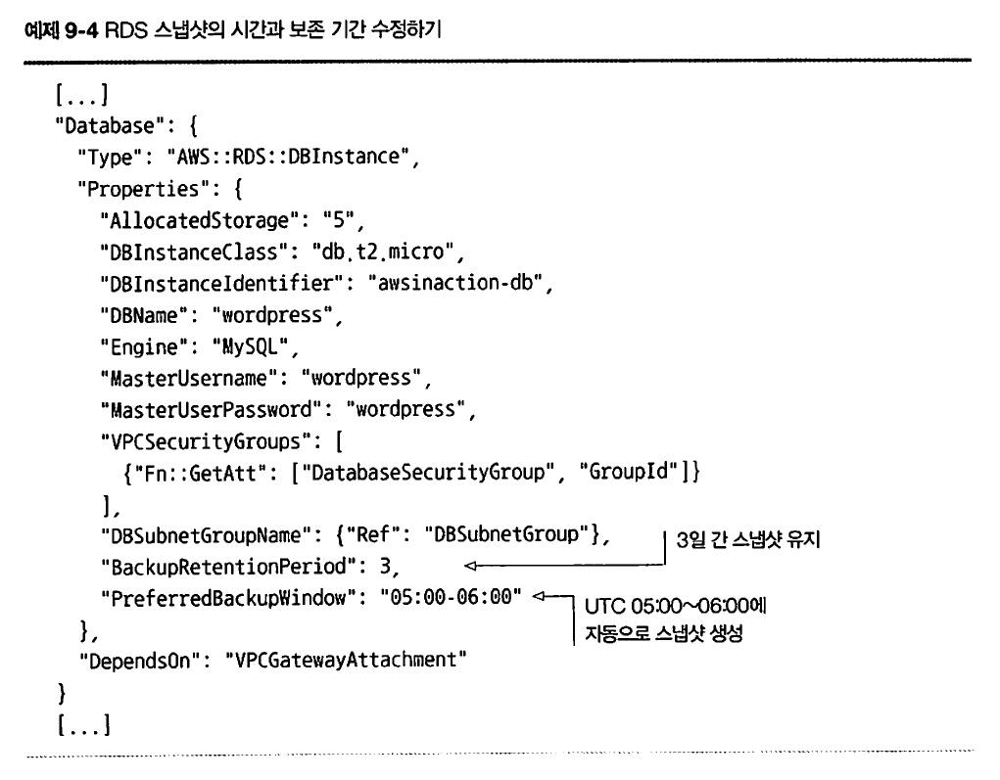 예제 9-4 RDS 스냅샷의 시간과 보존 기간 수정하기
[...]
"Database": {
"Type": "AWS::RDS::DBInstance",
"Properties": {
"AllocatedStorage": "5",
"DBInstanceClass": "db.t2.micro",
"DBInstanceIdentifier": "awsinaction-db",
"DBName": "wordpress",
"Engine": "MySQL",
"MasterUsername": "wordpress",
"MasterUserPassword": "wordpress",
"VPCSecurityGroups": [
{"Fn::GetAtt": ["DatabaseSecurityGroup", "GroupId"]}
],
"DBSubnetGroupName": {"Ref": "DBSubnetGroup"},
3일 간 스냅샷 유지
"BackupRetentionPeriod": 3,
"PreferredBackupWindow": "05:00-06:00"
UTC 05:00~06:00에
자동으로 스냅샷 생성
},
"DependsOn": "VPCGatewayAttachment"
}
[...]